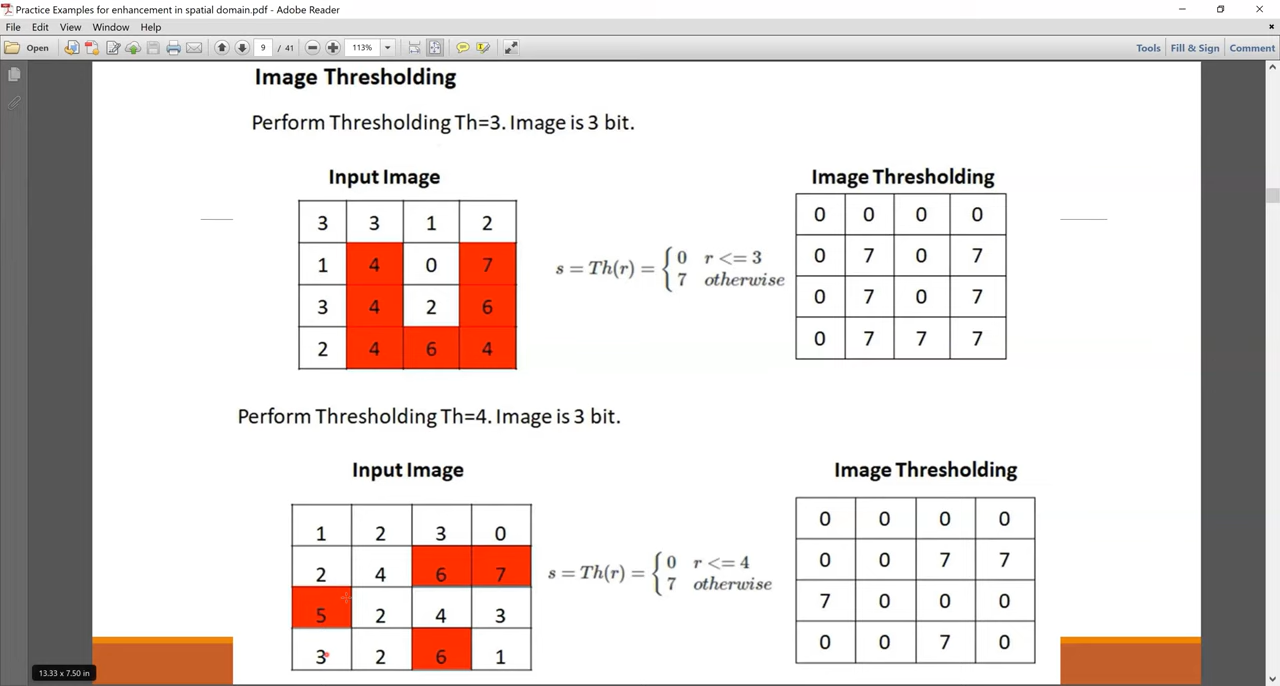 Practice Examples for enhancement in spatial domain.pdf - Adobe Reader
File Edit View Window Help
Open 9 / 41 113% Tools Fill & Sign Comment
Image Thresholding
Perform Thresholding Th=3. Image is 3 bit.
Input Image
3 3 1 2
1 4 0 7
3 4 2 6
2 4 6 4
s = Th(r) = { 0 r <= 3
7 otherwise
Image Thresholding
0 0 0 0
0 7 0 7
0 7 0 7
0 7 7 7
Perform Thresholding Th=4. Image is 3 bit.
Input Image
1 2 3 0
2 4 6 7
5 2 4 3
3 2 6 1
s = Th(r) = { 0 r <= 4
7 otherwise
Image Thresholding
0 0 0 0
0 0 7 7
7 0 0 0
0 0 7 0
13.33 x 7.50 in